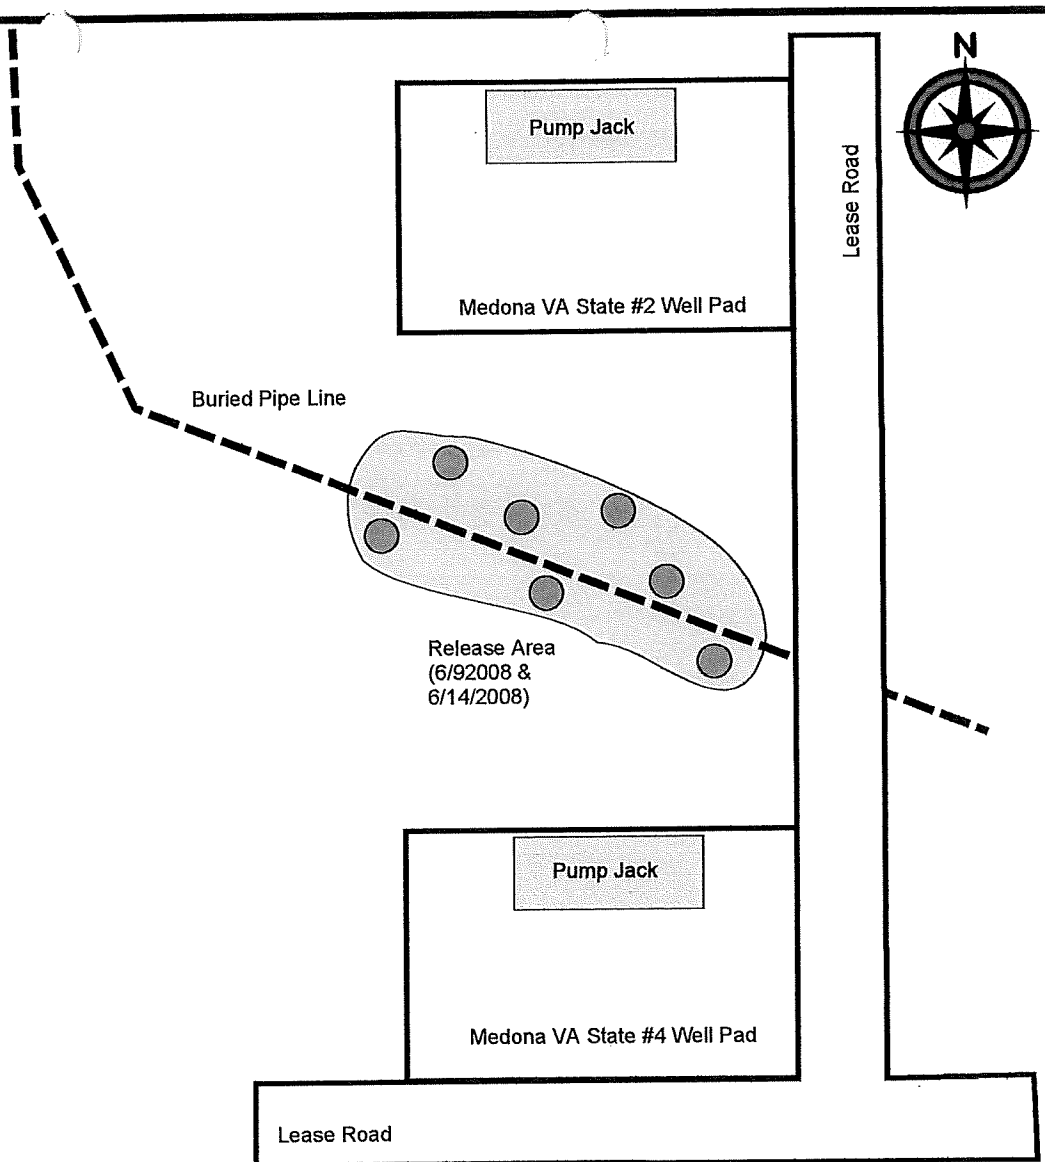 N
Pump Jack
Lease Road
Medona VA State #2 Well Pad
Buried Pipe Line
Release Area
(6/92008 &
6/14/2008)
Pump Jack
Medona VA State #4 Well Pad
Lease Road